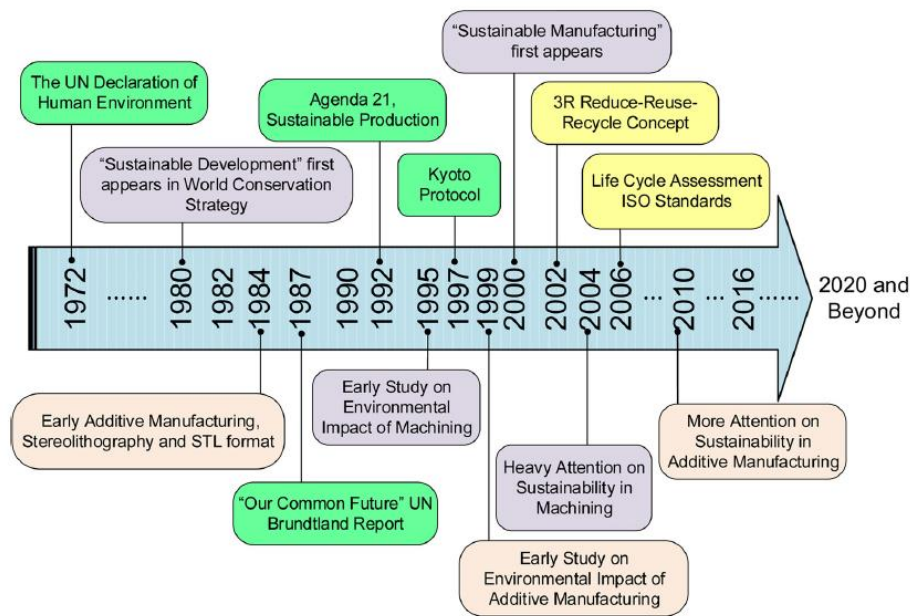 "Sustainable Manufacturing"
first appears
The UN Declaration of
Human Environment
Agenda 21,
Sustainable Production
3R Reduce-Reuse-
Recycle Concept
"Sustainable Development" first
appears in World Conservation
Strategy
Kyoto
Protocol
Life Cycle Assessment
ISO Standards
1972 ...... 1980 1982 1984 1987 1990 1992 1995 1997 1999 2000 2002 2004 2006 ... 2010 ... 2016 ......
2020 and
Beyond
Early Additive Manufacturing,
Stereolithography and STL format
Early Study on
Environmental
Impact of Machining
More Attention on
Sustainability in
Additive Manufacturing
Heavy Attention on
Sustainability in
Machining
"Our Common Future" UN
Brundtland Report
Early Study on
Environmental Impact of
Additive Manufacturing